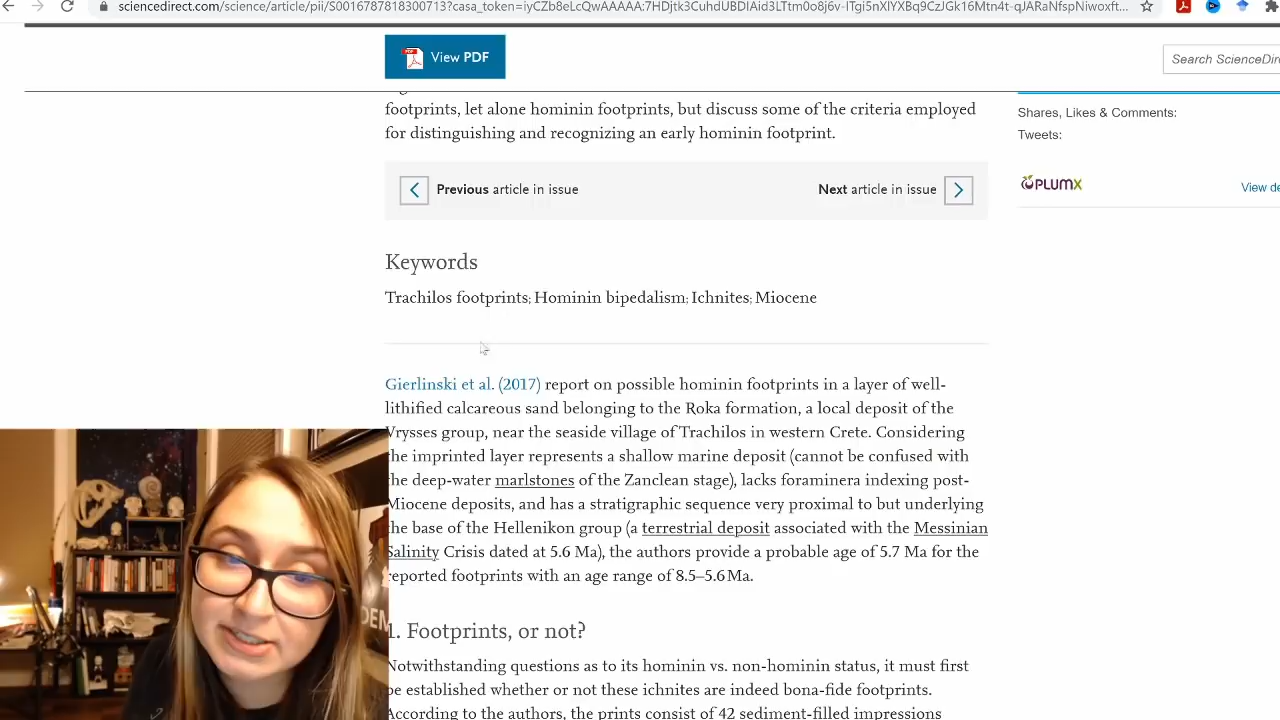 sciencedirect.com/science/article/pii/S0016787818300713?casa_token=iyCZb8eLcQwAAAAA:7HDjtk3CuhdUBDIAid3LTtm0o8j6v-ITgi5nXIYXBq9CzJGk16Mtn4t-qJARaNfspNiwoxft...
View PDF
Search ScienceDire
footprints, let alone hominin footprints, but discuss some of the criteria employed
for distinguishing and recognizing an early hominin footprint.
Shares, Likes & Comments:
Tweets:
Previous article in issue
Next article in issue
PLUMX
View de
Keywords
Trachilos footprints; Hominin bipedalism; Ichnites; Miocene
Gierlinski et al. (2017) report on possible hominin footprints in a layer of well-
lithified calcareous sand belonging to the Roka formation, a local deposit of the
Vrysses group, near the seaside village of Trachilos in western Crete. Considering
the imprinted layer represents a shallow marine deposit (cannot be confused with
the deep-water marlstones of the Zanclean stage), lacks foraminera indexing post-
Miocene deposits, and has a stratigraphic sequence very proximal to but underlying
the base of the Hellenikon group (a terrestrial deposit associated with the Messinian
Salinity Crisis dated at 5.6 Ma), the authors provide a probable age of 5.7 Ma for the
reported footprints with an age range of 8.5–5.6 Ma.
1. Footprints, or not?
Notwithstanding questions as to its hominin vs. non-hominin status, it must first
be established whether or not these ichnites are indeed bona-fide footprints.
According to the authors, the prints consist of 42 sediment-filled impressions